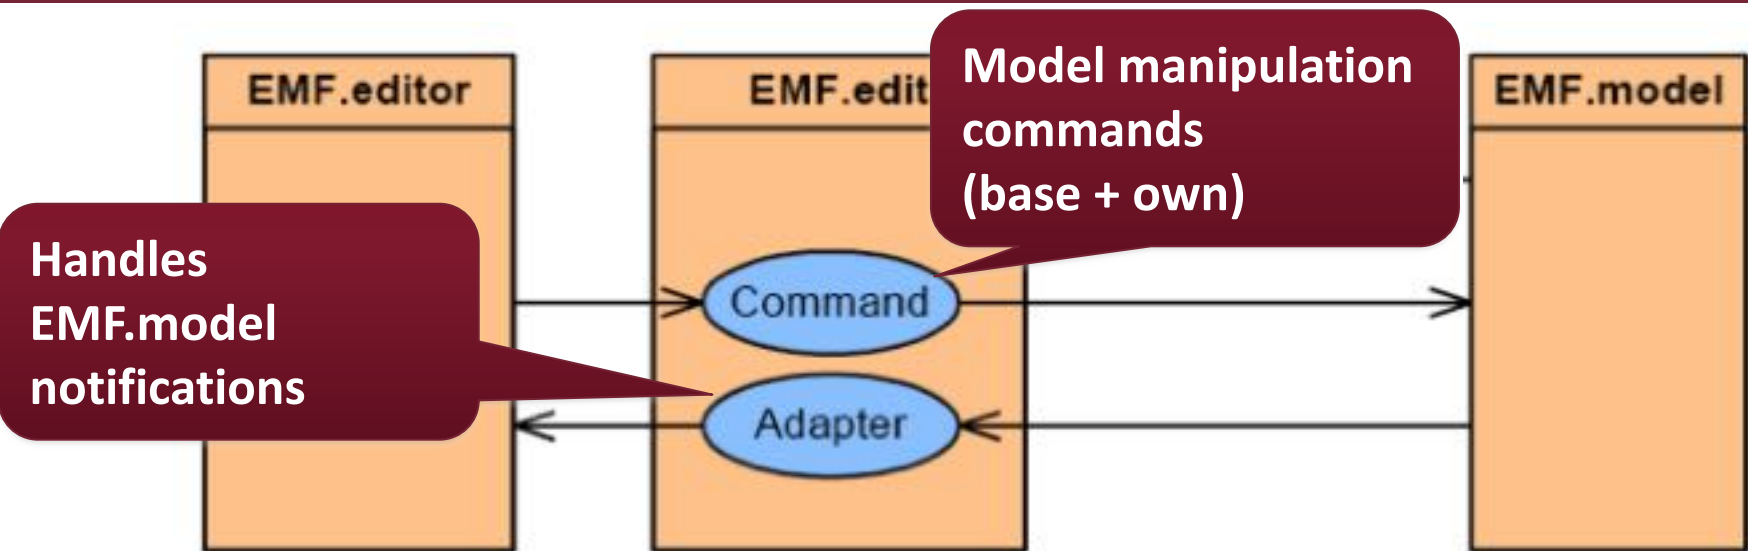 EMF.editor
EMF.edit
Model manipulation
commands
(base + own)
EMF.model
Handles
EMF.model
notifications
Command
Adapter